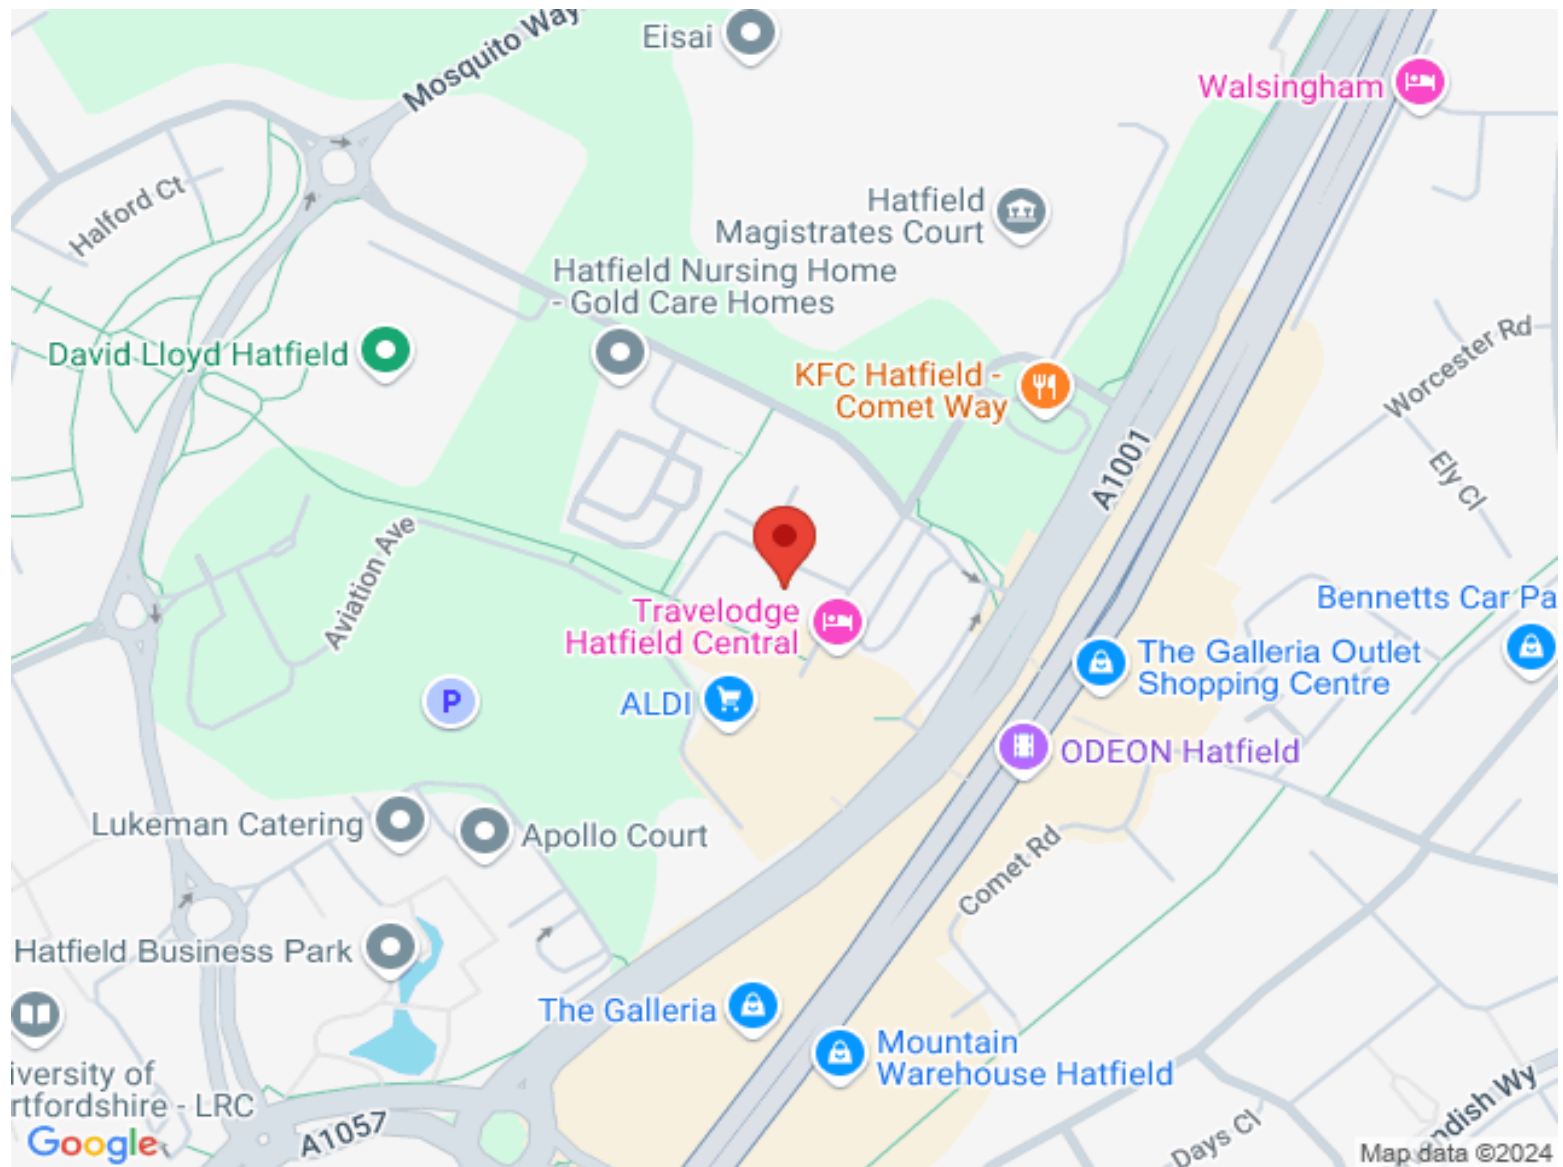 Mosquito Way
Eisai
Walsingham
Halford Ct
Hatfield
Magistrates Court
Hatfield Nursing Home
- Gold Care Homes
David Lloyd Hatfield
KFC Hatfield -
Comet Way
Worcester Rd
A1001
Ely Cl
Aviation Ave
Travelodge
Hatfield Central
Bennetts Car Pa
The Galleria Outlet
Shopping Centre
P
ALDI
ODEON Hatfield
Lukeman Catering
Apollo Court
Comet Rd
Hatfield Business Park
The Galleria
Mountain
Warehouse Hatfield
iversity of
rtfordshire - LRC
A1057
Google
Days Cl
ndish Wy
Map data ©2024